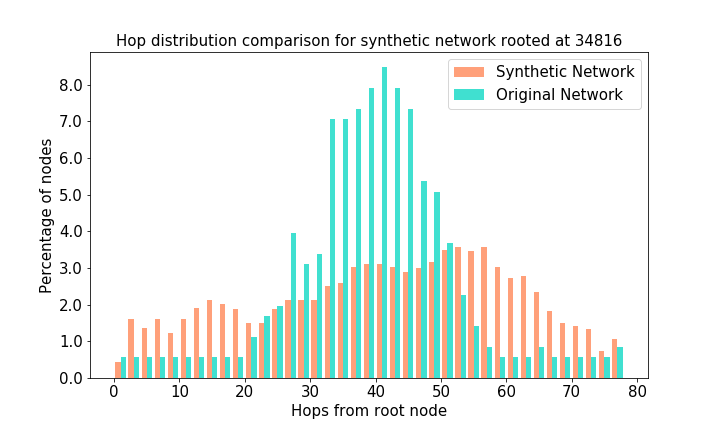 Hop distribution comparison for synthetic network rooted at 34816
Synthetic Network
Original Network
Percentage of nodes
8.0
7.0
6.0
5.0
4.0
3.0
2.0
1.0
0.0
0 10 20 30 40 50 60 70 80
Hops from root node